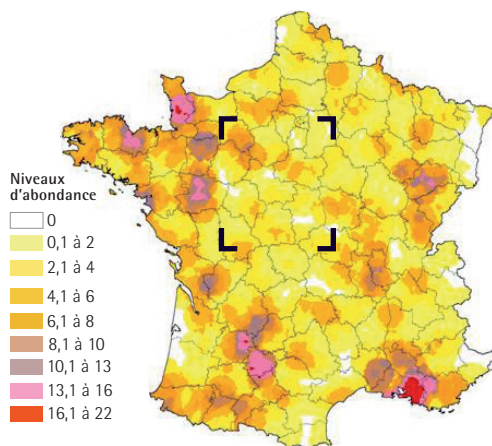 Niveaux
d'abondance
0
0,1 à 2
2,1 à 4
4,1 à 6
6,1 à 8
8,1 à 10
10,1 à 13
13,1 à 16
16,1 à 22